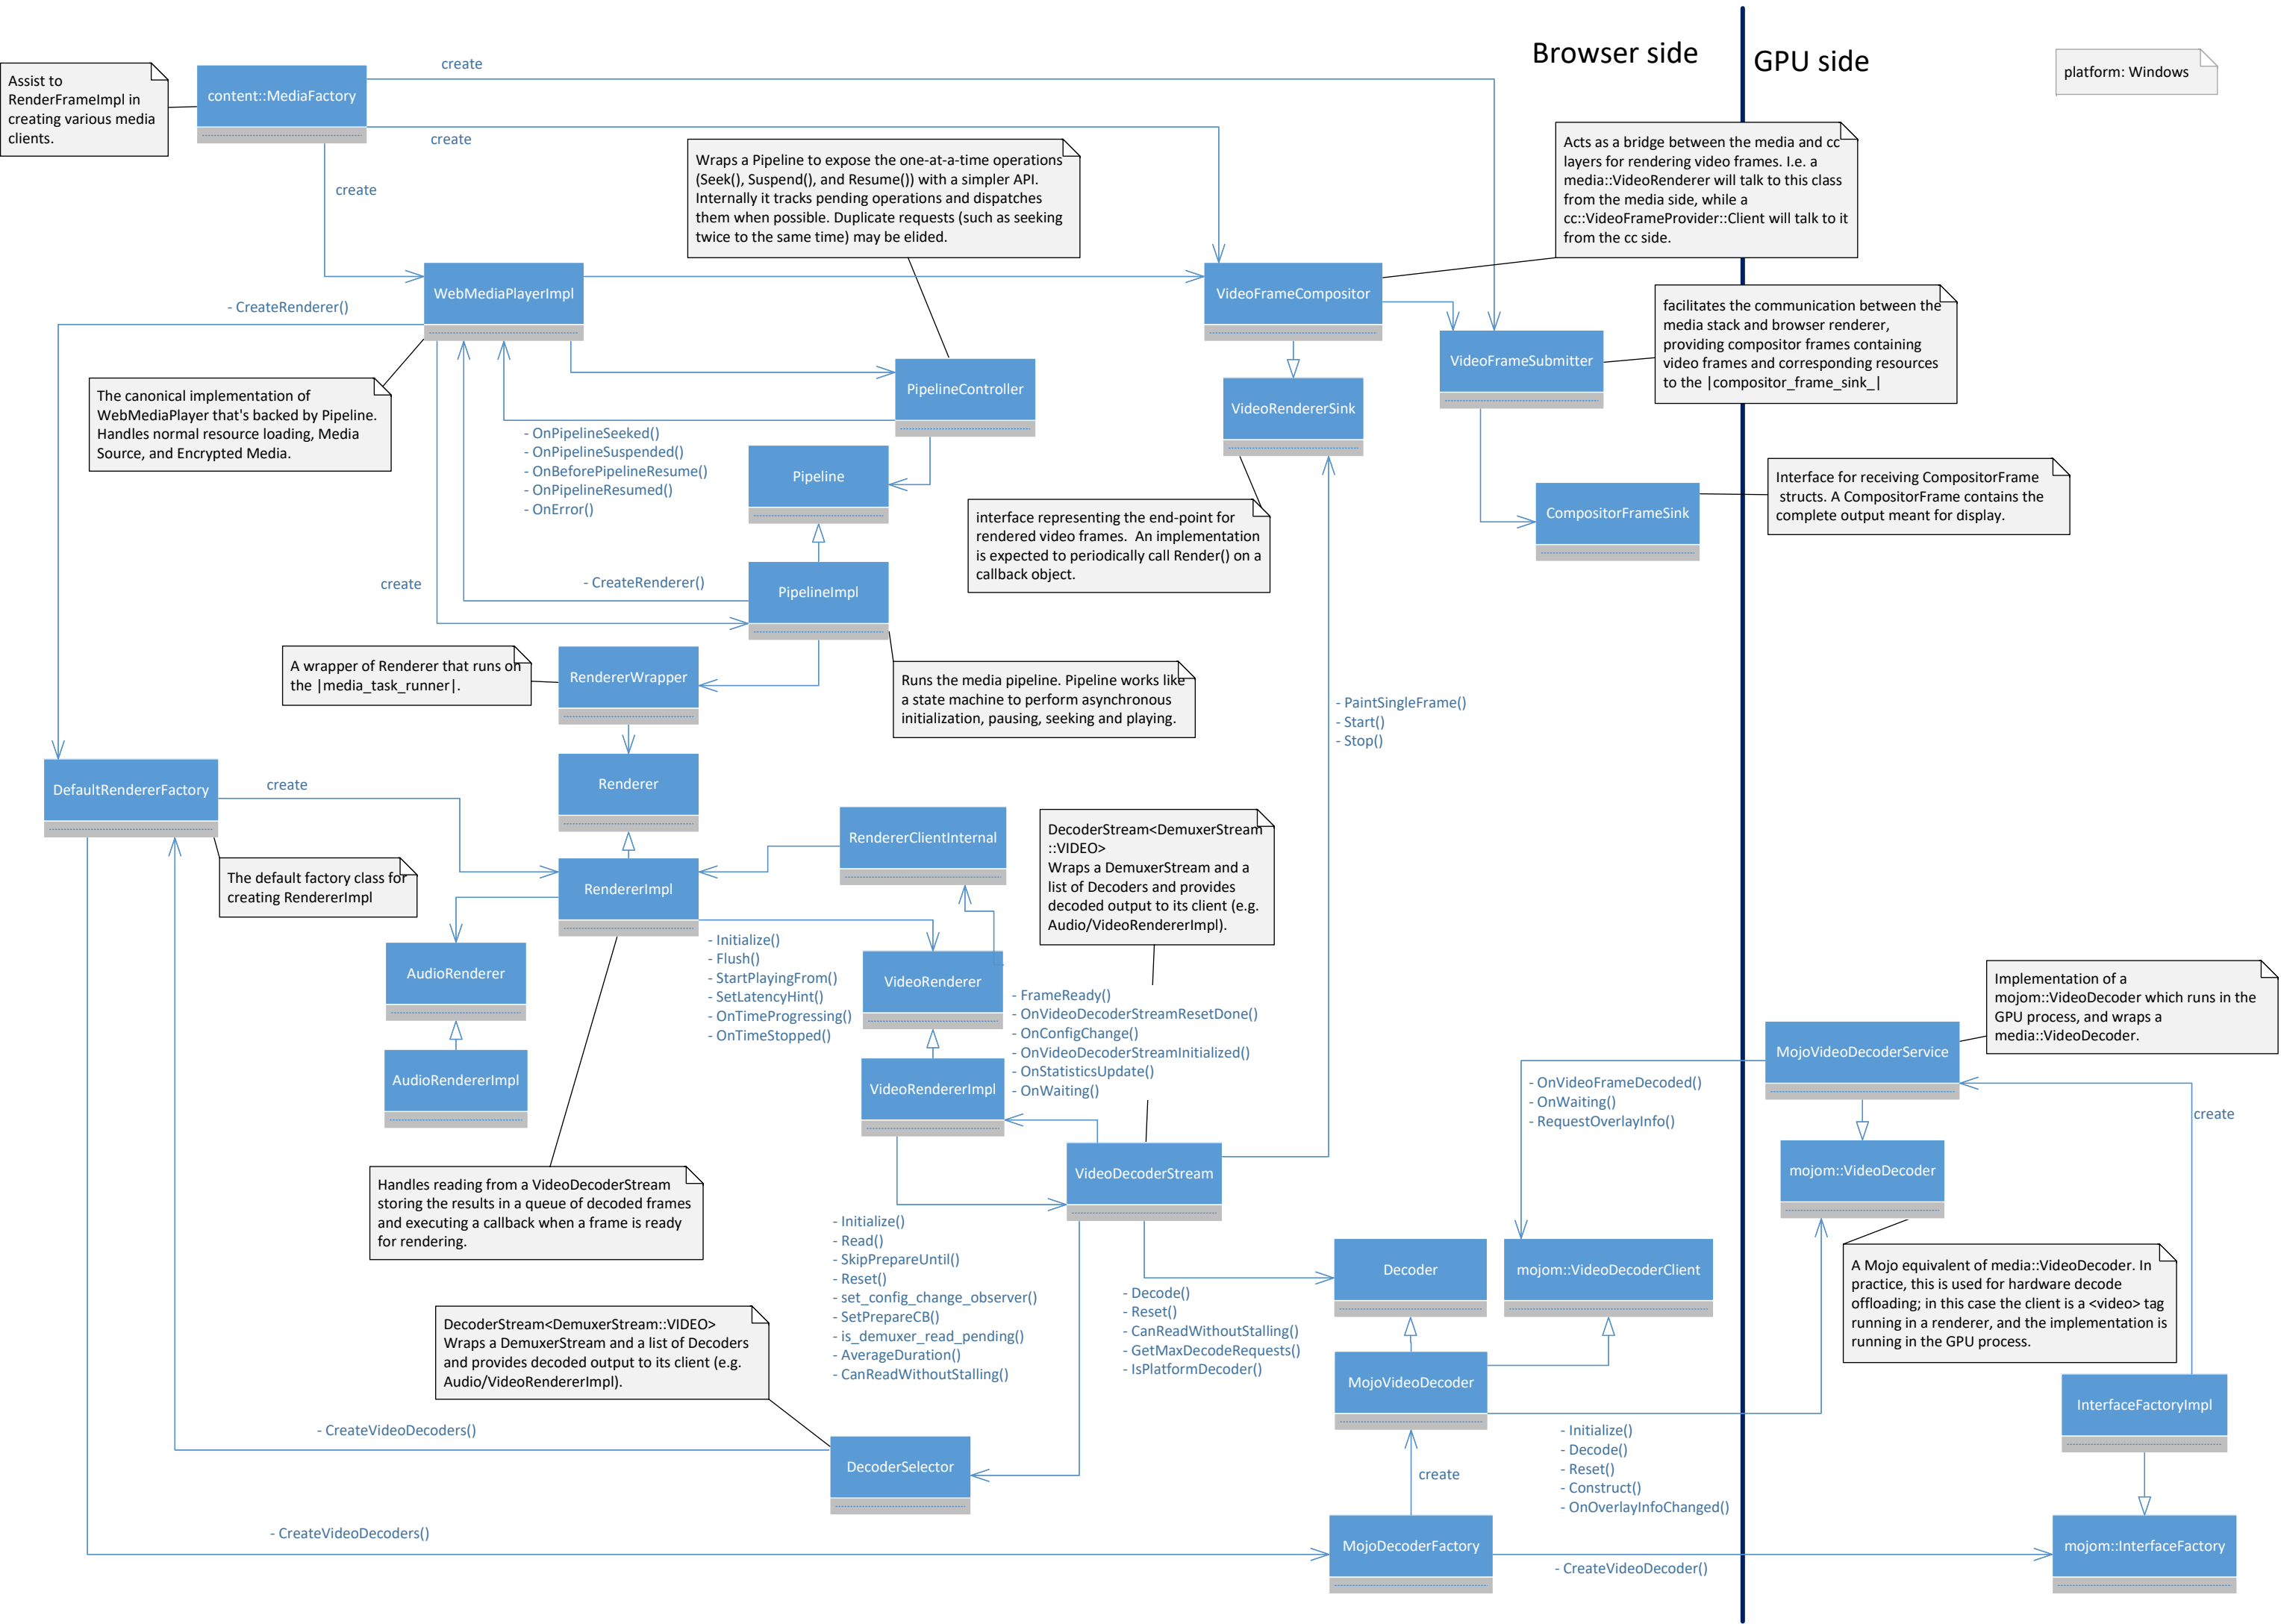 Browser side
GPU side
platform: Windows
Assist to
RenderFrameImpl in
creating various media
clients.
content::MediaFactory
create
create
create
Wraps a Pipeline to expose the one-at-a-time operations
(Seek(), Suspend(), and Resume()) with a simpler API.
Internally it tracks pending operations and dispatches
them when possible. Duplicate requests (such as seeking
twice to the same time) may be elided.
Acts as a bridge between the media and cc
layers for rendering video frames. I.e. a
media::VideoRenderer will talk to this class
from the media side, while a
cc::VideoFrameProvider::Client will talk to it
from the cc side.
WebMediaPlayerImpl
VideoFrameCompositor
- CreateRenderer()
facilitates the communication between the
media stack and browser renderer,
providing compositor frames containing
video frames and corresponding resources
to the |compositor_frame_sink_|
VideoFrameSubmitter
The canonical implementation of
WebMediaPlayer that's backed by Pipeline.
Handles normal resource loading, Media
Source, and Encrypted Media.
PipelineController
VideoRendererSink
- OnPipelineSeeked()
- OnPipelineSuspended()
- OnBeforePipelineResume()
- OnPipelineResumed()
- OnError()
Pipeline
Interface for receiving CompositorFrame
structs. A CompositorFrame contains the
complete output meant for display.
CompositorFrameSink
interface representing the end-point for
rendered video frames.  An implementation
is expected to periodically call Render() on a
callback object.
create
- CreateRenderer()
PipelineImpl
A wrapper of Renderer that runs on
the |media_task_runner|.
RendererWrapper
Runs the media pipeline. Pipeline works like
a state machine to perform asynchronous
initialization, pausing, seeking and playing.
- PaintSingleFrame()
- Start()
- Stop()
DefaultRendererFactory
create
Renderer
The default factory class for
creating RendererImpl
RendererClientInternal
DecoderStream<DemuxerStream
::VIDEO>
Wraps a DemuxerStream and a
list of Decoders and provides
decoded output to its client (e.g.
Audio/VideoRendererImpl).
RendererImpl
- Initialize()
- Flush()
- StartPlayingFrom()
- SetLatencyHint()
- OnTimeProgressing()
- OnTimeStopped()
AudioRenderer
VideoRenderer
- FrameReady()
- OnVideoDecoderStreamResetDone()
- OnConfigChange()
- OnVideoDecoderStreamInitialized()
- OnStatisticsUpdate()
- OnWaiting()
Implementation of a
mojom::VideoDecoder which runs in the
GPU process, and wraps a
media::VideoDecoder.
MojoVideoDecoderService
AudioRendererImpl
VideoRendererImpl
- OnVideoFrameDecoded()
- OnWaiting()
- RequestOverlayInfo()
create
Handles reading from a VideoDecoderStream
storing the results in a queue of decoded frames
and executing a callback when a frame is ready
for rendering.
VideoDecoderStream
mojom::VideoDecoder
- Initialize()
- Read()
- SkipPrepareUntil()
- Reset()
- set_config_change_observer()
- SetPrepareCB()
- is_demuxer_read_pending()
- AverageDuration()
- CanReadWithoutStalling()
- Decode()
- Reset()
- CanReadWithoutStalling()
- GetMaxDecodeRequests()
- IsPlatformDecoder()
Decoder
mojom::VideoDecoderClient
A Mojo equivalent of media::VideoDecoder. In
practice, this is used for hardware decode
offloading; in this case the client is a <video> tag
running in a renderer, and the implementation is
running in the GPU process.
DecoderStream<DemuxerStream::VIDEO>
Wraps a DemuxerStream and a list of Decoders
and provides decoded output to its client (e.g.
Audio/VideoRendererImpl).
MojoVideoDecoder
InterfaceFactoryImpl
- CreateVideoDecoders()
DecoderSelector
create
- Initialize()
- Decode()
- Reset()
- Construct()
- OnOverlayInfoChanged()
- CreateVideoDecoders()
MojoDecoderFactory
- CreateVideoDecoder()
mojom::InterfaceFactory